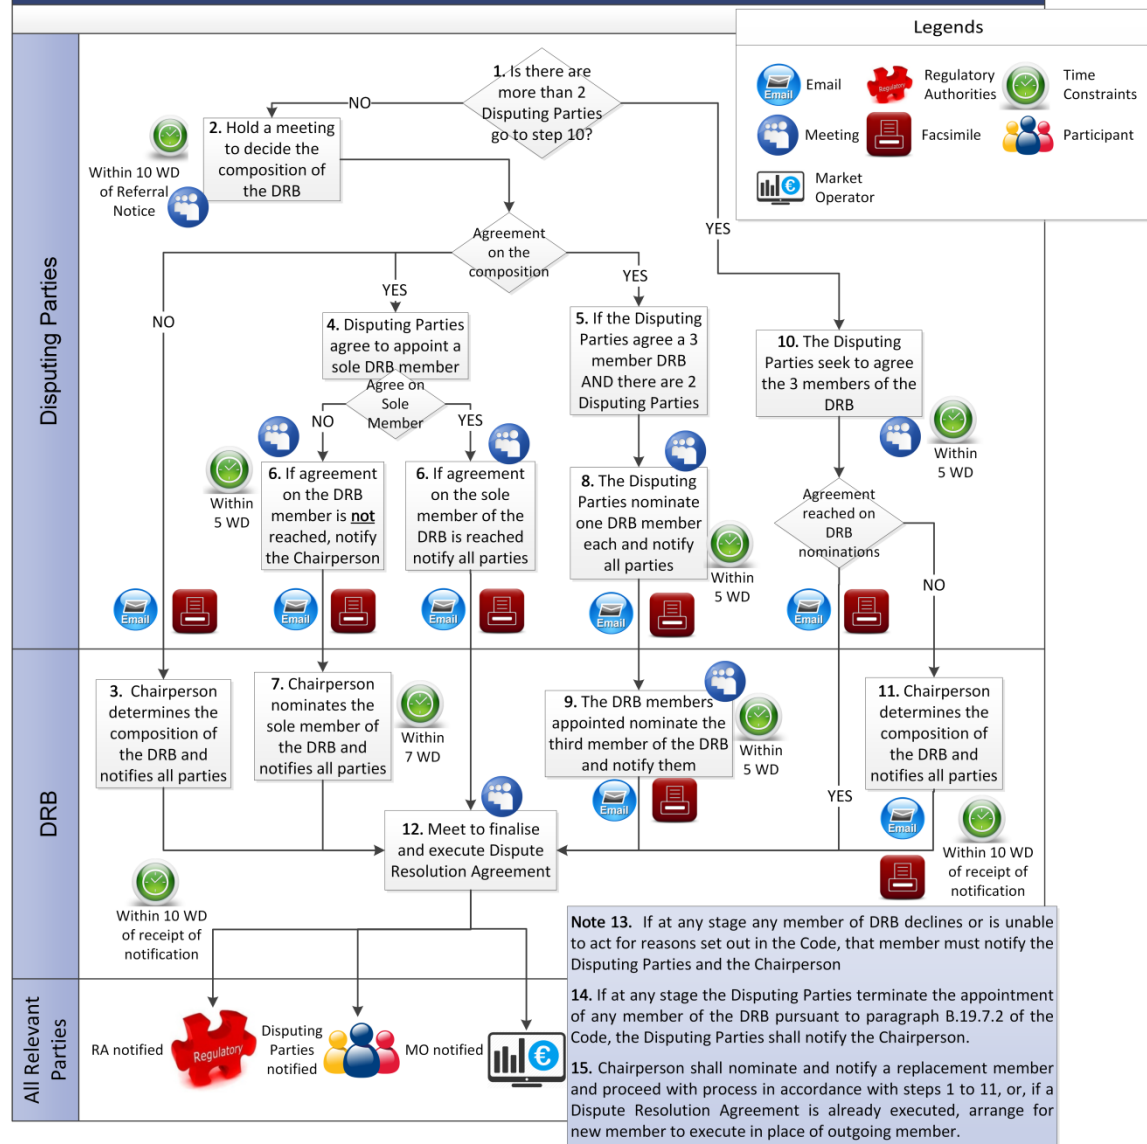 Legends
Email
Regulatory
Regulatory
Authorities
Time
Constraints
Email
Meeting
Facsimile
Participant
Market
Operator
Disputing Parties
1. Is there are
more than 2
Disputing Parties
go to step 10?
NO
YES
2. Hold a meeting
to decide the
composition of
the DRB
Within 10 WD
of Referral
Notice
Agreement
on the
composition
NO
YES
YES
4. Disputing Parties
agree to appoint a
sole DRB member
Agree on
Sole
Member
NO
YES
5. If the Disputing
Parties agree a 3
member DRB
AND there are 2
Disputing Parties
10. The Disputing
Parties seek to agree
the 3 members of the
DRB
Within
5 WD
6. If agreement
on the DRB
member is not
reached, notify
the Chairperson
Within
5 WD
6. If agreement
on the sole
member of the
DRB is reached
notify all parties
8. The Disputing
Parties nominate
one DRB member
each and notify
all parties
Within
5 WD
Agreement
reached on
DRB
nominations
NO
Email
Email
Email
Email
Email
DRB
3. Chairperson
determines the
composition of
the DRB and
notifies all parties
7. Chairperson
nominates the
sole member of
the DRB and
notifies all parties
Within
7 WD
9. The DRB members
appointed nominate the
third member of the DRB
and notify them
Within
5 WD
Email
11. Chairperson
determines the
composition of
the DRB and
notifies all parties
YES
Email
Within 10 WD
of receipt of
notification
12. Meet to finalise
and execute Dispute
Resolution Agreement
Within 10 WD
of receipt of
notification
All Relevant
Parties
RA notified
Regulatory
Disputing
Parties
notified
MO notified
Note 13. If at any stage any member of DRB declines or is unable
to act for reasons set out in the Code, that member must notify the
Disputing Parties and the Chairperson
14. If at any stage the Disputing Parties terminate the appointment
of any member of the DRB pursuant to paragraph B.19.7.2 of the
Code, the Disputing Parties shall notify the Chairperson.
15. Chairperson shall nominate and notify a replacement member
and proceed with process in accordance with steps 1 to 11, or, if a
Dispute Resolution Agreement is already executed, arrange for
new member to execute in place of outgoing member.